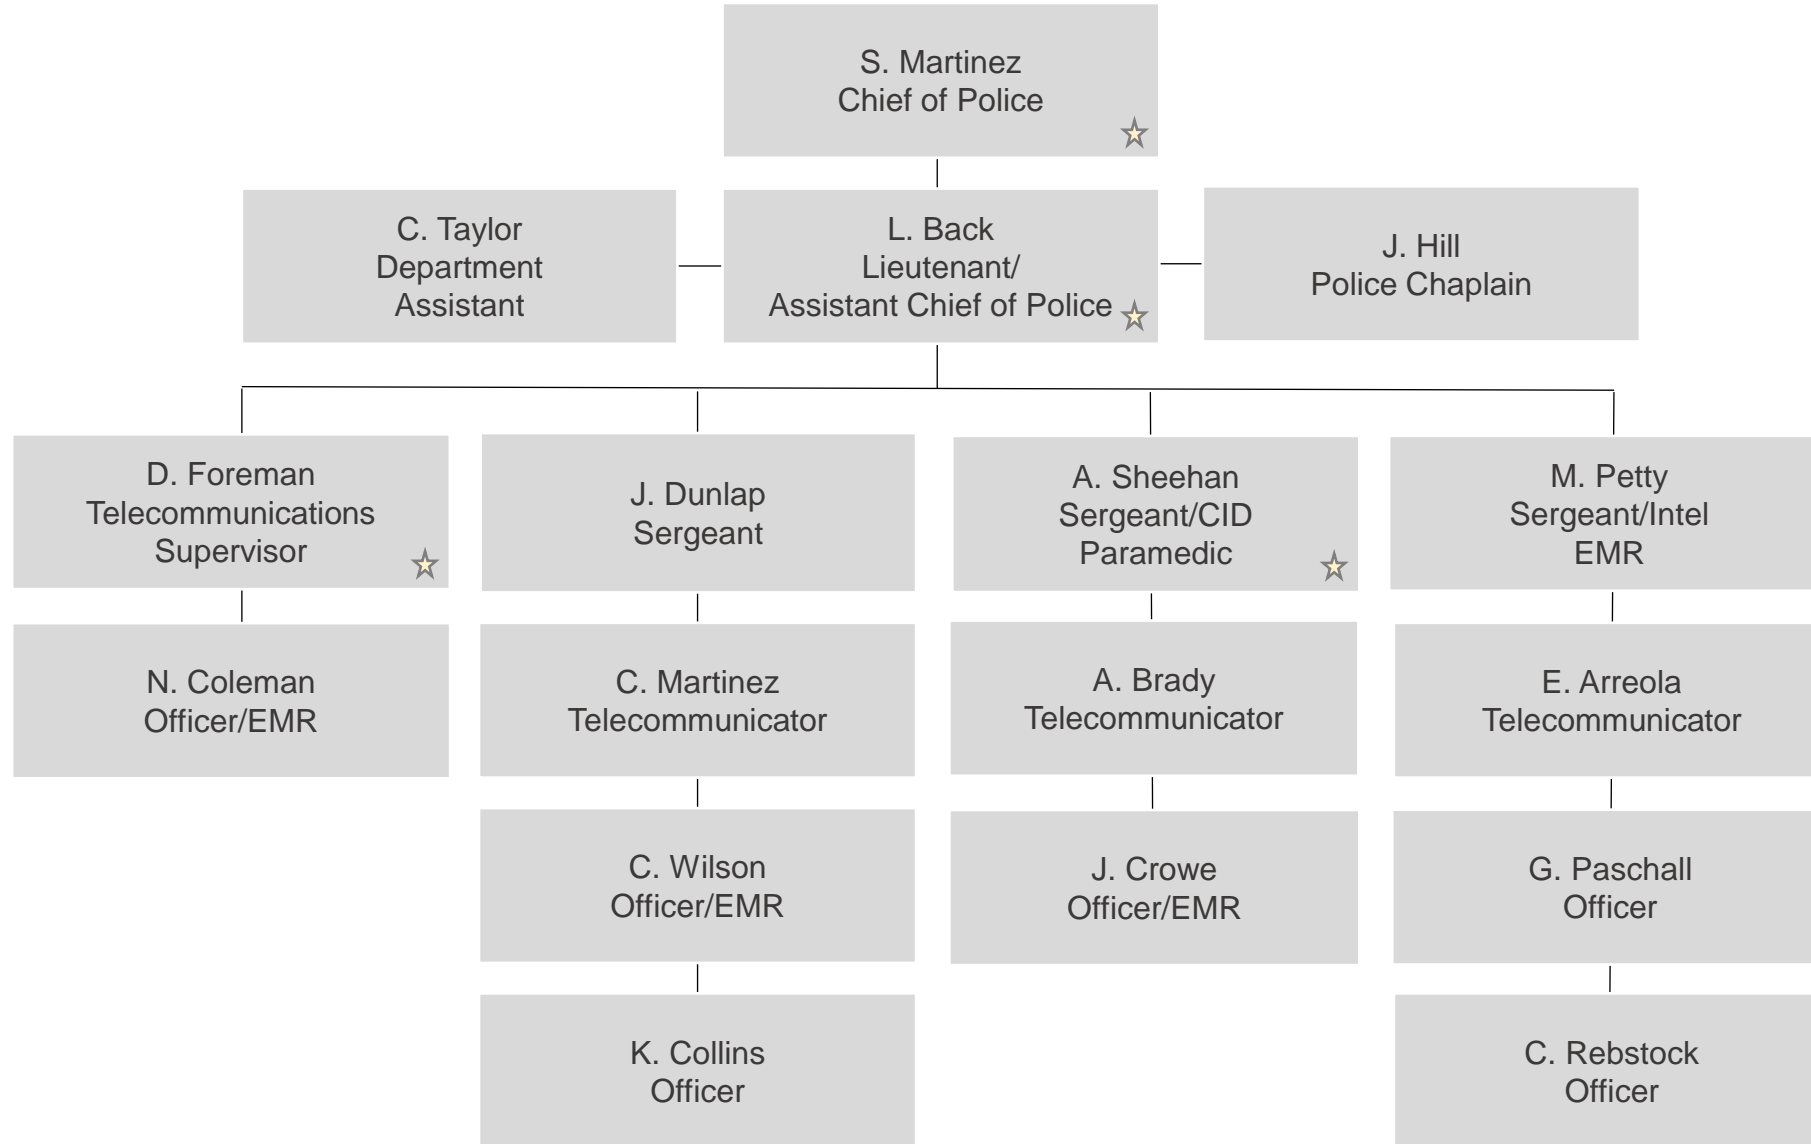 S. Martinez
Chief of Police
C. Taylor
Department
Assistant
L. Back
Lieutenant/
Assistant Chief of Police
J. Hill
Police Chaplain
D. Foreman
Telecommunications
Supervisor
J. Dunlap
Sergeant
A. Sheehan
Sergeant/CID
Paramedic
M. Petty
Sergeant/Intel
EMR
N. Coleman
Officer/EMR
C. Martinez
Telecommunicator
A. Brady
Telecommunicator
E. Arreola
Telecommunicator
C. Wilson
Officer/EMR
J. Crowe
Officer/EMR
G. Paschall
Officer
K. Collins
Officer
C. Rebstock
Officer